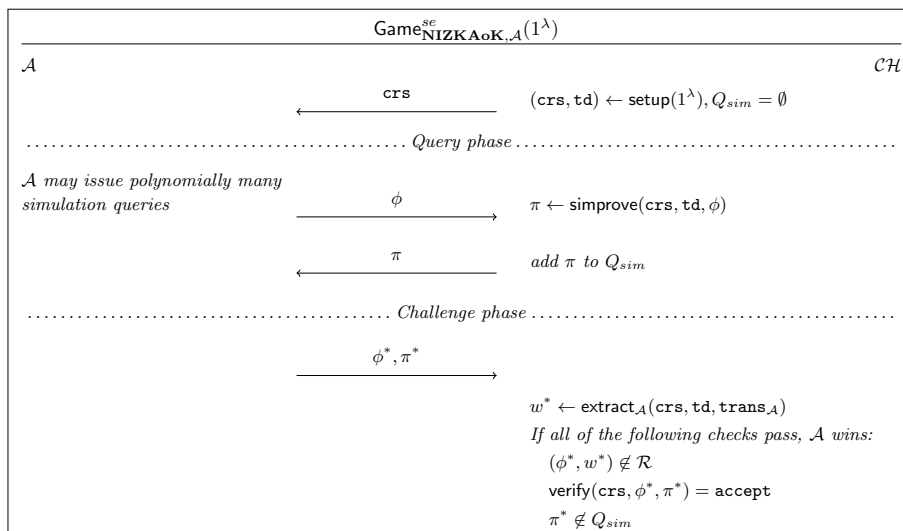 Game^{se}_{NIZKAoK,𝒜}(1^λ)
𝒜 𝒞ℋ
crs (crs, td) ← setup(1^λ), Q_{sim} = ∅
Query phase
𝒜 may issue polynomially many
simulation queries
ϕ π ← simprove(crs, td, ϕ)
π add π to Q_{sim}
Challenge phase
ϕ*, π*
w* ← extract_𝒜(crs, td, trans_𝒜)
If all of the following checks pass, 𝒜 wins:
(ϕ*, w*) ∉ ℛ
verify(crs, ϕ*, π*) = accept
π* ∉ Q_{sim}